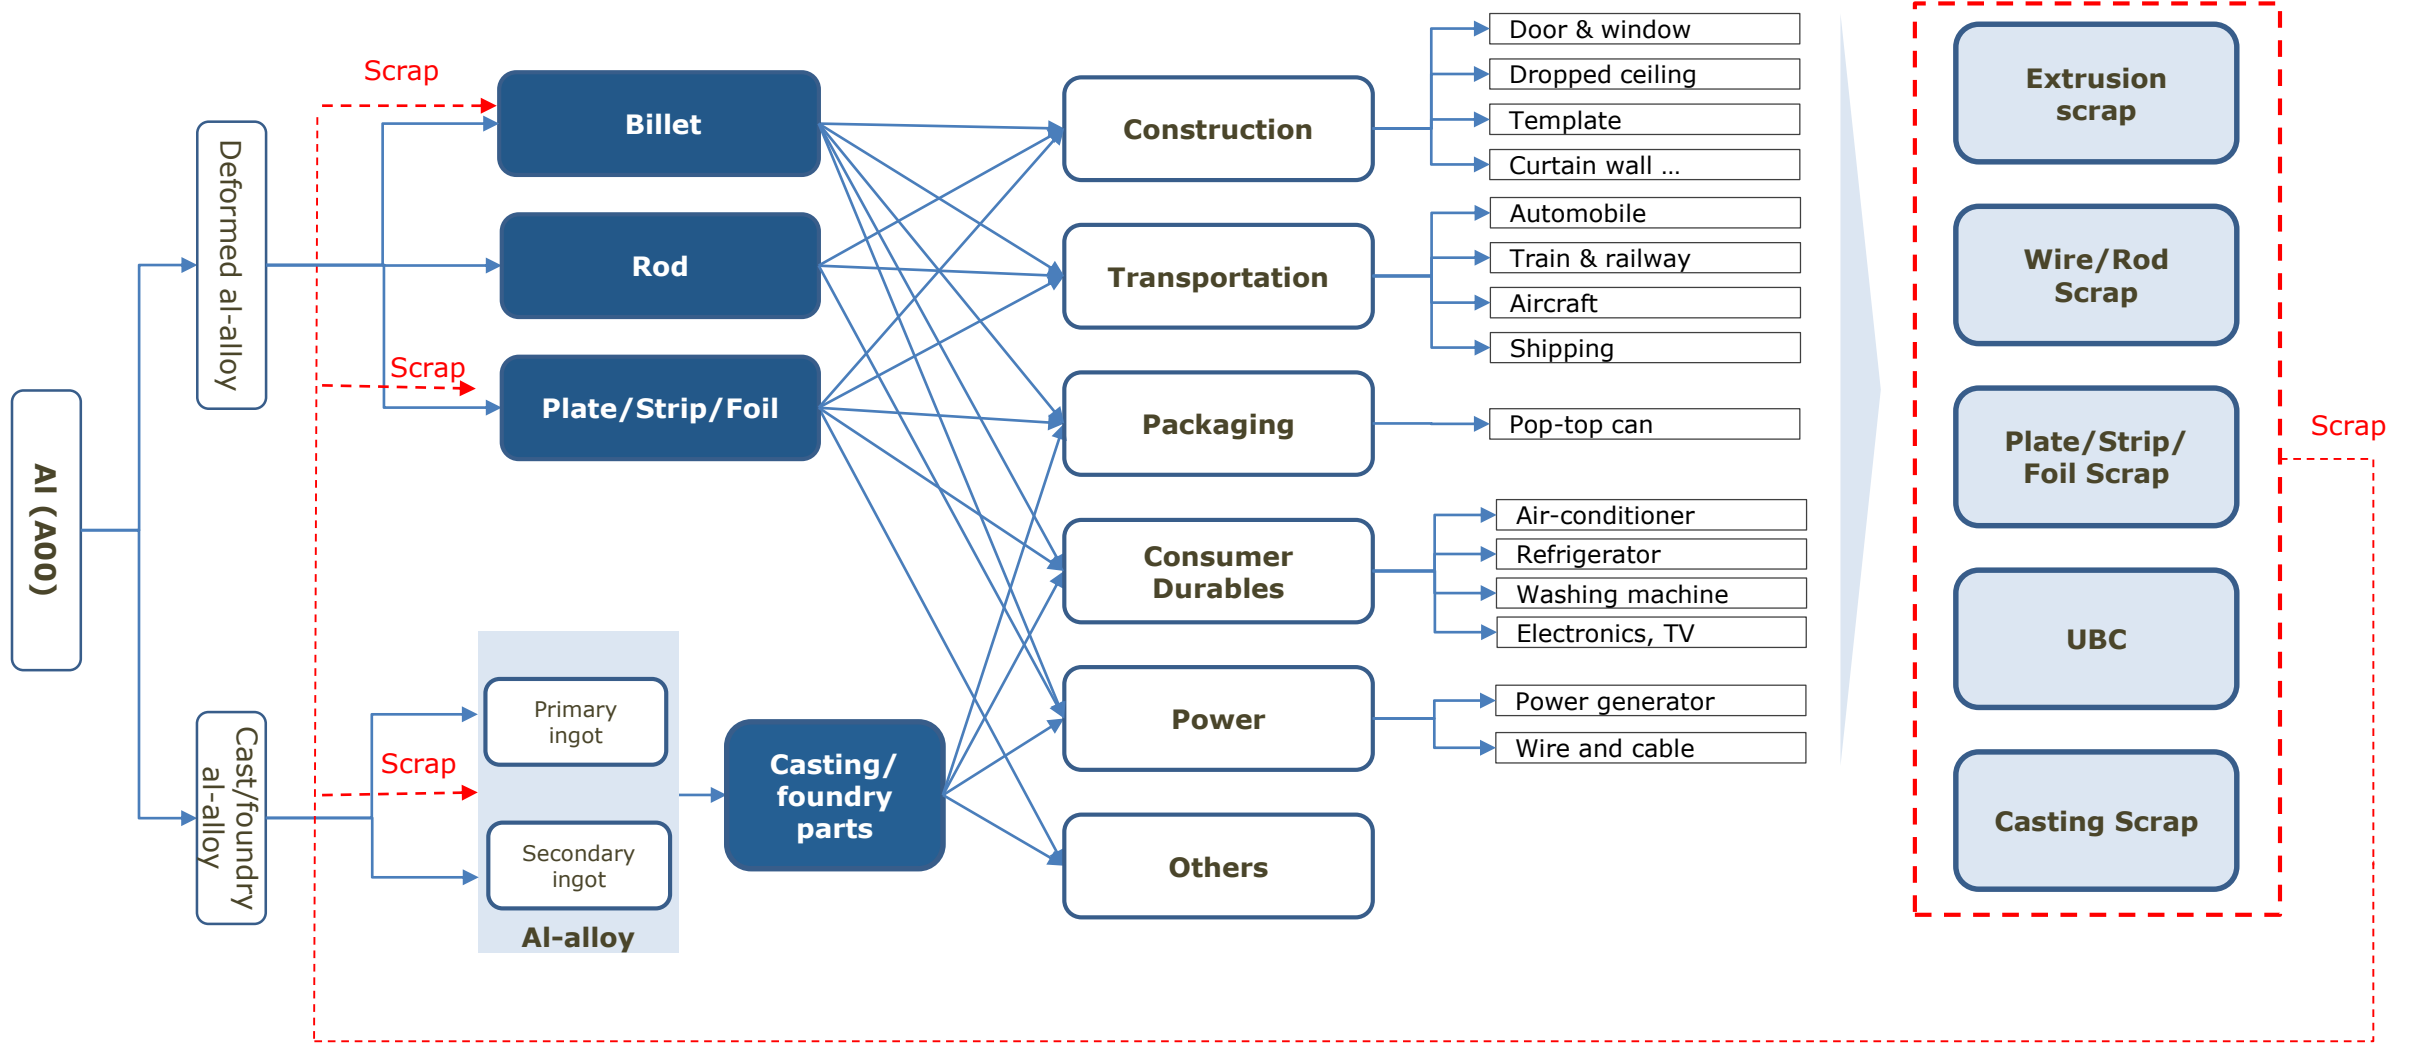 Al (A00)
Deformed al-alloy
Cast/foundry
al-alloy
Scrap
Billet
Rod
Scrap
Plate/Strip/Foil
Primary
ingot
Scrap
Secondary
ingot
Al-alloy
Casting/
foundry
parts
Construction
Transportation
Packaging
Consumer
Durables
Power
Others
Door & window
Dropped ceiling
Template
Curtain wall ...
Automobile
Train & railway
Aircraft
Shipping
Pop-top can
Air-conditioner
Refrigerator
Washing machine
Electronics, TV
Power generator
Wire and cable
Extrusion
scrap
Wire/Rod
Scrap
Plate/Strip/
Foil Scrap
UBC
Casting Scrap
Scrap